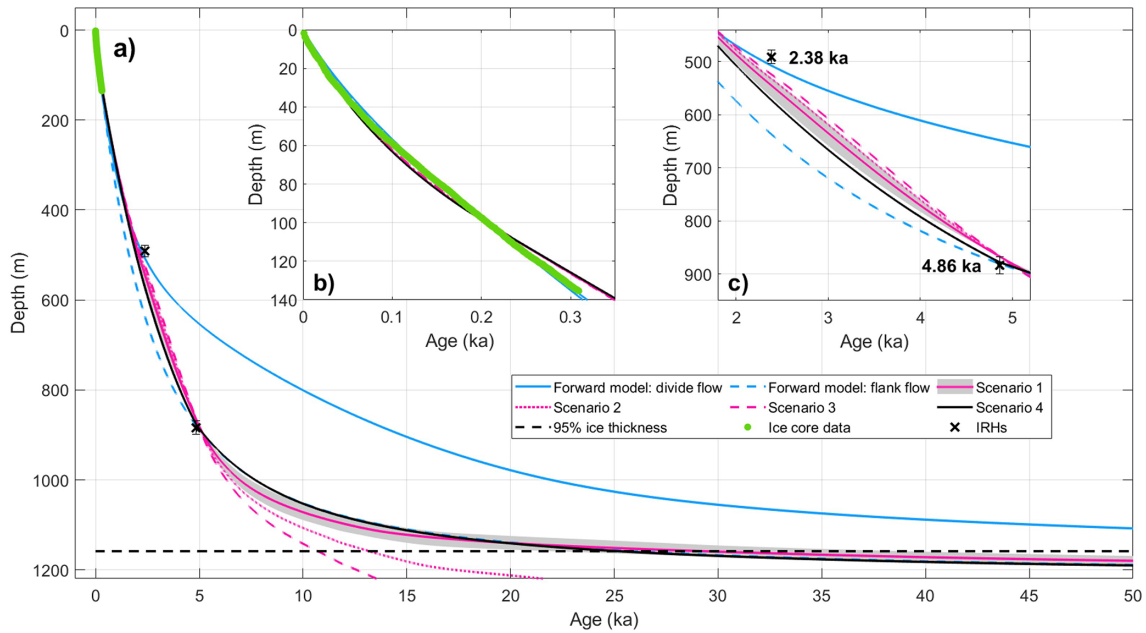 a)
0
200
400
600
800
1000
1200
Depth (m)
0 5 10 15 20 25 30 35 40 45 50
Age (ka)
0
20
40
60
80
100
120
140
Depth (m)
b)
0 0.1 0.2 0.3
Age (ka)
500
600
700
800
900
Depth (m)
2.38 ka
4.86 ka
c)
2 3 4 5
Age (ka)
Forward model: divide flow Forward model: flank flow Scenario 1
Scenario 2 Scenario 3 Scenario 4
95% ice thickness Ice core data IRHs